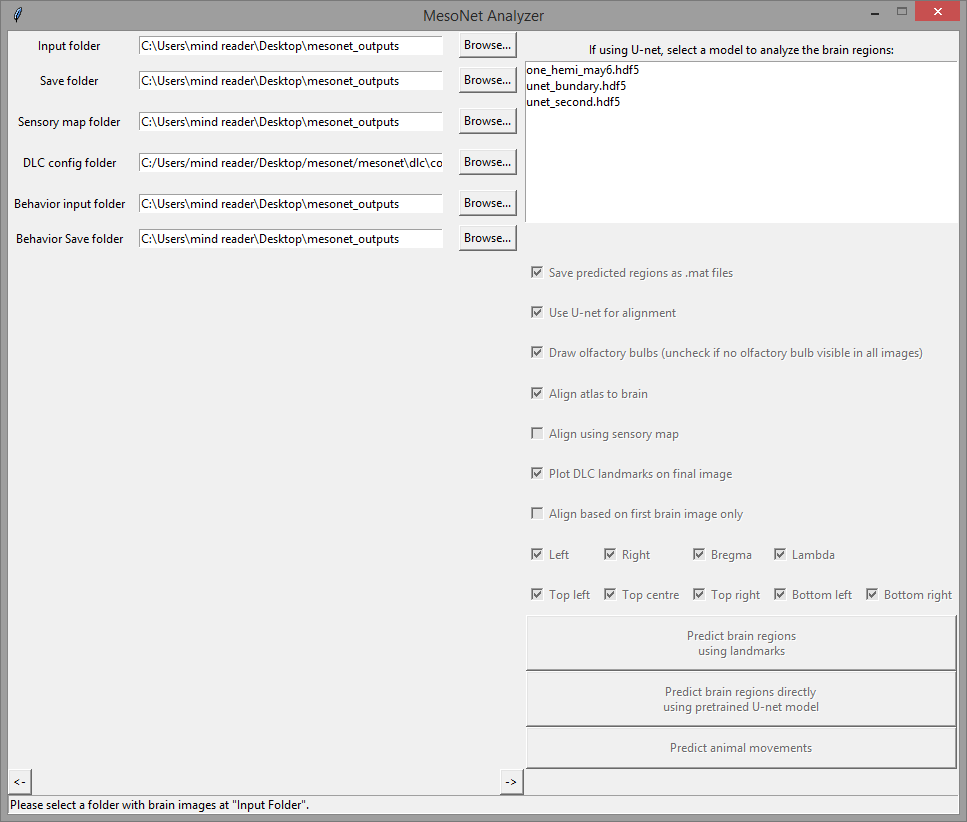 MesoNet Analyzer
Input folder C:\Users\mind reader\Desktop\mesonet_outputs Browse...
Save folder C:\Users\mind reader\Desktop\mesonet_outputs Browse...
Sensory map folder C:\Users\mind reader\Desktop\mesonet_outputs Browse...
DLC config folder C:/Users/mind reader/Desktop/mesonet/mesonet\dlc\co Browse...
Behavior input folder C:\Users\mind reader\Desktop\mesonet_outputs Browse...
Behavior Save folder C:\Users\mind reader\Desktop\mesonet_outputs Browse...
If using U-net, select a model to analyze the brain regions:
one_hemi_may6.hdf5
unet_bundary.hdf5
unet_second.hdf5
Save predicted regions as .mat files
Use U-net for alignment
Draw olfactory bulbs (uncheck if no olfactory bulb visible in all images)
Align atlas to brain
Align using sensory map
Plot DLC landmarks on final image
Align based on first brain image only
Left Right Bregma Lambda
Top left Top centre Top right Bottom left Bottom right
Predict brain regions
using landmarks
Predict brain regions directly
using pretrained U-net model
Predict animal movements
<- ->
Please select a folder with brain images at "Input Folder".